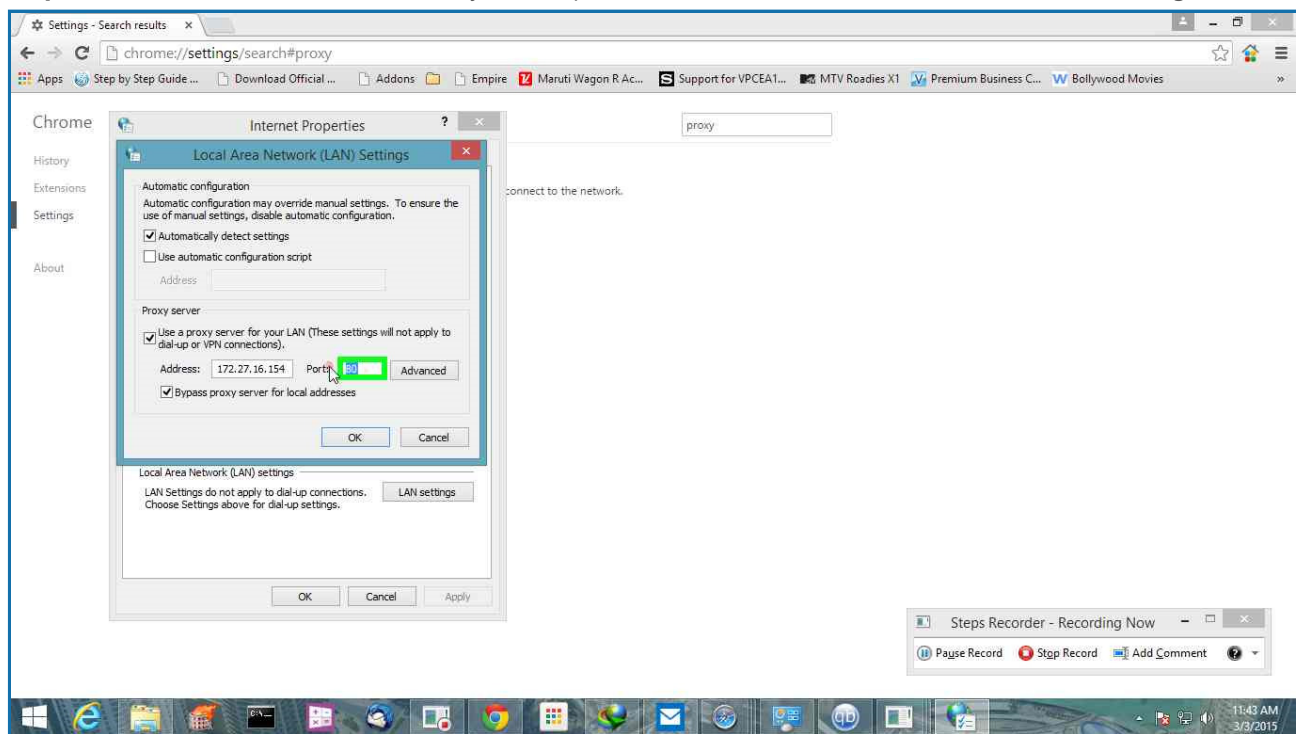 Settings - Search results
chrome://settings/search#proxy
Apps Step by Step Guide ... Download Official ... Addons Empire Maruti Wagon R Ac... Support for VPCEA1... MTV Roadies X1 Premium Business C... Bollywood Movies »
Chrome
History
Extensions
Settings
About
proxy
connect to the network.
Internet Properties
Local Area Network (LAN) Settings
Automatic configuration
Automatic configuration may override manual settings. To ensure the
use of manual settings, disable automatic configuration.
Automatically detect settings
Use automatic configuration script
Address
Proxy server
Use a proxy server for your LAN (These settings will not apply to
dial-up or VPN connections).
Address: 172.27.16.154 Port: 80 Advanced
Bypass proxy server for local addresses
OK Cancel
Local Area Network (LAN) settings
LAN Settings do not apply to dial-up connections.
Choose Settings above for dial-up settings.
LAN settings
OK Cancel Apply
Steps Recorder - Recording Now
Pause Record Stop Record Add Comment
11:43 AM
3/3/2015